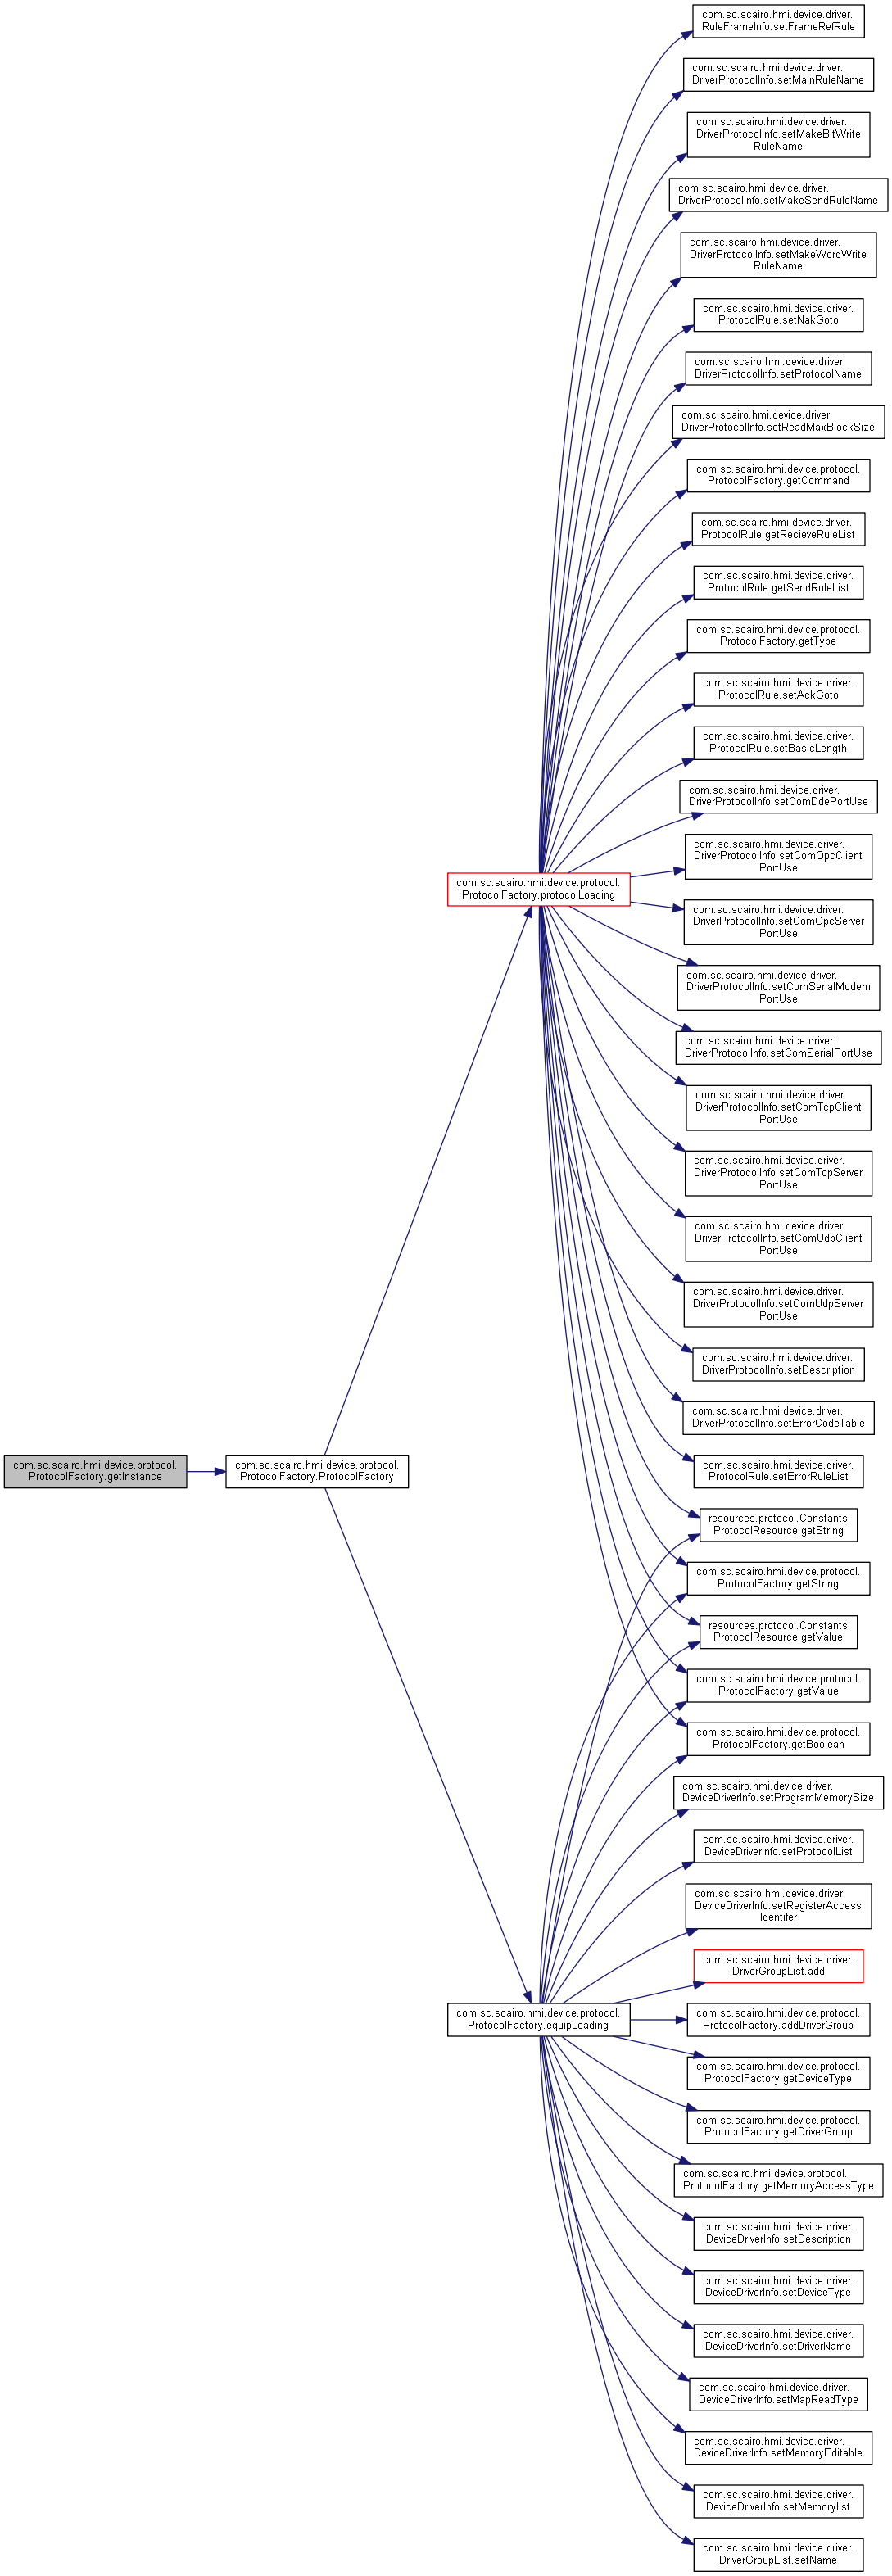 com.sc.scairo.hmi.device.driver.
RuleFrameInfo.setFrameRefRule
com.sc.scairo.hmi.device.driver.
DriverProtocolInfo.setMainRuleName
com.sc.scairo.hmi.device.driver.
DriverProtocolInfo.setMakeBitWrite
RuleName
com.sc.scairo.hmi.device.driver.
DriverProtocolInfo.setMakeSendRuleName
com.sc.scairo.hmi.device.driver.
DriverProtocolInfo.setMakeWordWrite
RuleName
com.sc.scairo.hmi.device.driver.
ProtocolRule.setNakGoto
com.sc.scairo.hmi.device.driver.
DriverProtocolInfo.setProtocolName
com.sc.scairo.hmi.device.driver.
DriverProtocolInfo.setReadMaxBlockSize
com.sc.scairo.hmi.device.protocol.
ProtocolFactory.getCommand
com.sc.scairo.hmi.device.driver.
ProtocolRule.getRecieveRuleList
com.sc.scairo.hmi.device.driver.
ProtocolRule.getSendRuleList
com.sc.scairo.hmi.device.protocol.
ProtocolFactory.getType
com.sc.scairo.hmi.device.driver.
ProtocolRule.setAckGoto
com.sc.scairo.hmi.device.driver.
ProtocolRule.setBasicLength
com.sc.scairo.hmi.device.driver.
DriverProtocolInfo.setComDdePortUse
com.sc.scairo.hmi.device.driver.
DriverProtocolInfo.setComOpcClient
PortUse
com.sc.scairo.hmi.device.protocol.
ProtocolFactory.protocolLoading
com.sc.scairo.hmi.device.driver.
DriverProtocolInfo.setComOpcServer
PortUse
com.sc.scairo.hmi.device.driver.
DriverProtocolInfo.setComSerialModem
PortUse
com.sc.scairo.hmi.device.driver.
DriverProtocolInfo.setComSerialPortUse
com.sc.scairo.hmi.device.driver.
DriverProtocolInfo.setComTcpClient
PortUse
com.sc.scairo.hmi.device.driver.
DriverProtocolInfo.setComTcpServer
PortUse
com.sc.scairo.hmi.device.driver.
DriverProtocolInfo.setComUdpClient
PortUse
com.sc.scairo.hmi.device.driver.
DriverProtocolInfo.setComUdpServer
PortUse
com.sc.scairo.hmi.device.driver.
DriverProtocolInfo.setDescription
com.sc.scairo.hmi.device.driver.
DriverProtocolInfo.setErrorCodeTable
com.sc.scairo.hmi.device.protocol.
ProtocolFactory.getInstance
com.sc.scairo.hmi.device.protocol.
ProtocolFactory.ProtocolFactory
com.sc.scairo.hmi.device.driver.
ProtocolRule.setErrorRuleList
resources.protocol.Constants
ProtocolResource.getString
com.sc.scairo.hmi.device.protocol.
ProtocolFactory.getString
resources.protocol.Constants
ProtocolResource.getValue
com.sc.scairo.hmi.device.protocol.
ProtocolFactory.getValue
com.sc.scairo.hmi.device.protocol.
ProtocolFactory.getBoolean
com.sc.scairo.hmi.device.driver.
DeviceDriverInfo.setProgramMemorySize
com.sc.scairo.hmi.device.driver.
DeviceDriverInfo.setProtocolList
com.sc.scairo.hmi.device.driver.
DeviceDriverInfo.setRegisterAccess
Identifer
com.sc.scairo.hmi.device.driver.
DriverGroupList.add
com.sc.scairo.hmi.device.protocol.
ProtocolFactory.equipLoading
com.sc.scairo.hmi.device.protocol.
ProtocolFactory.addDriverGroup
com.sc.scairo.hmi.device.protocol.
ProtocolFactory.getDeviceType
com.sc.scairo.hmi.device.protocol.
ProtocolFactory.getDriverGroup
com.sc.scairo.hmi.device.protocol.
ProtocolFactory.getMemoryAccessType
com.sc.scairo.hmi.device.driver.
DeviceDriverInfo.setDescription
com.sc.scairo.hmi.device.driver.
DeviceDriverInfo.setDeviceType
com.sc.scairo.hmi.device.driver.
DeviceDriverInfo.setDriverName
com.sc.scairo.hmi.device.driver.
DeviceDriverInfo.setMapReadType
com.sc.scairo.hmi.device.driver.
DeviceDriverInfo.setMemoryEditable
com.sc.scairo.hmi.device.driver.
DeviceDriverInfo.setMemorylist
com.sc.scairo.hmi.device.driver.
DriverGroupList.setName